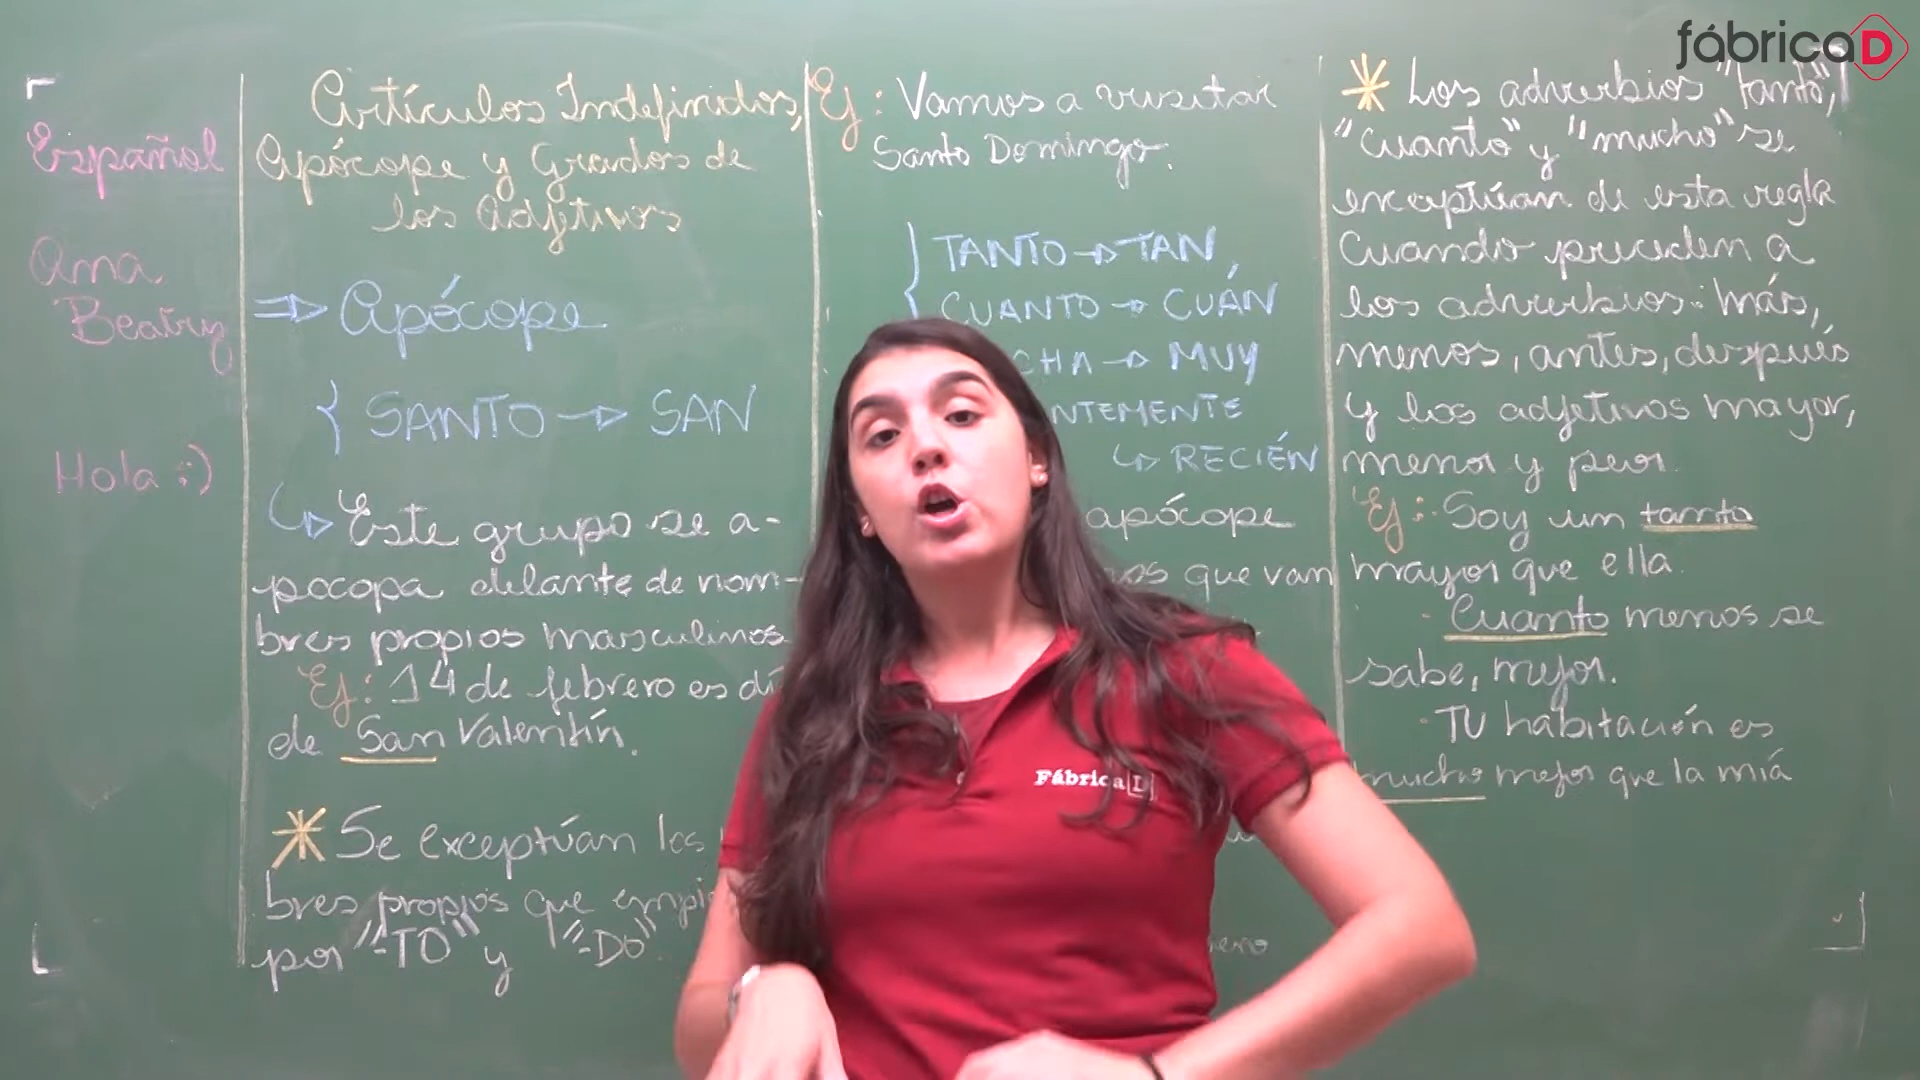 fábricaD
Español
Ana
Beatriz
Hola :)
Artículos Indefinidos,
Apócope y Grados de
los Adjetivos
⇒ Apócope
{ SANTO → SAN
↳ Este grupo se a-
pocopa delante de nom-
bres propios masculinos
Ej: 14 de febrero es dí
de San Valentín.
* Se exceptúan los
bres propios que empie
por "-TO" y "-DO"
Ej: Vamos a visitar
Santo Domingo.
{ TANTO → TAN
CUANTO → CUÁN
CHA → MUY
NTEMENTE
↳ RECIÉN
apócope
que van
* Los adverbios "tanto",
"cuanto" y "mucho" se
exceptúan de esta regla
cuando preceden a
los adverbios: más,
menos, antes, después
y los adjetivos mayor,
menor y peor.
Ej: - Soy un tanto
mayor que ella.
- Cuanto menos se
sabe, mejor.
- TU habitación es
mucho mejor que la mía
Fábrica D